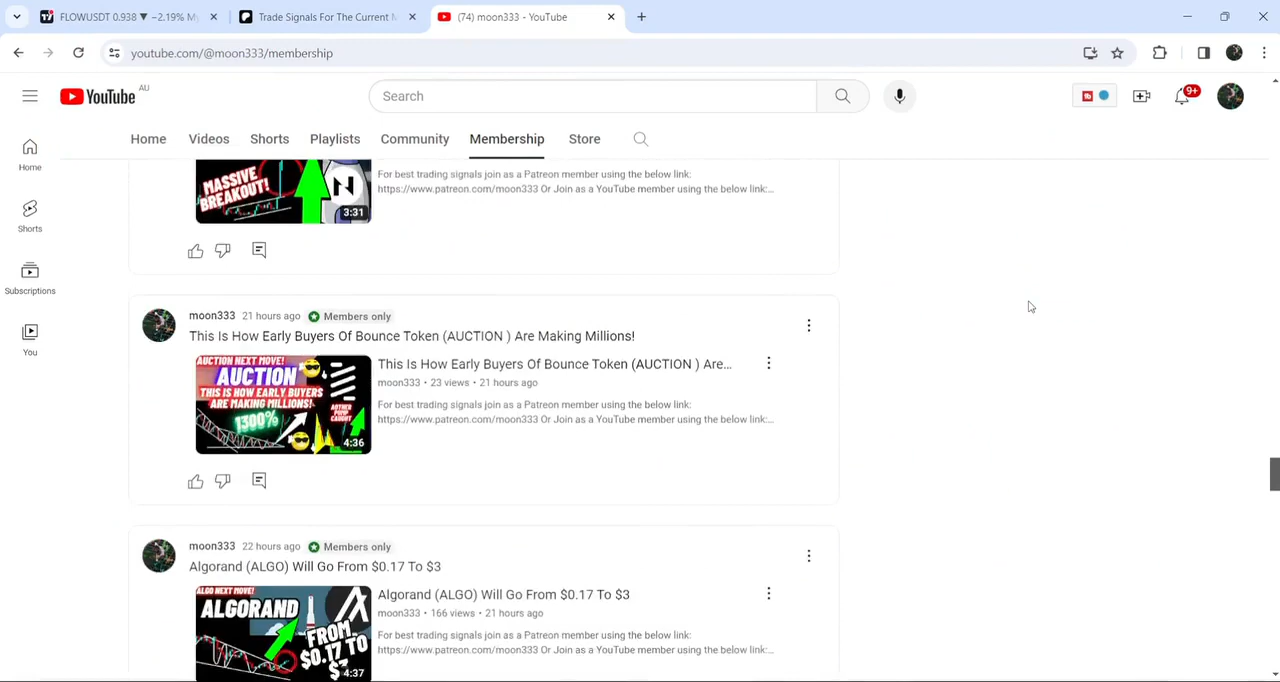 FLOWUSDT 0.938 ▼ −2.19% My
Trade Signals For The Current M
(74) moon333 - YouTube
youtube.com/@moon333/membership
YouTube AU
Search
9+
Home Videos Shorts Playlists Community Membership Store
Home
Shorts
Subscriptions
You
MASSIVE
BREAKOUT!
3:31
For best trading signals join as a Patreon member using the below link:
https://www.patreon.com/moon333 Or Join as a YouTube member using the below link:...
moon333 21 hours ago Members only
This Is How Early Buyers Of Bounce Token (AUCTION ) Are Making Millions!
AUCTION NEXT MOVE!
AUCTION
THIS IS HOW EARLY BUYERS
ARE MAKING MILLIONS!
1300%
PUMP
CAUGHT
4:36
This Is How Early Buyers Of Bounce Token (AUCTION ) Are...
moon333 • 23 views • 21 hours ago
For best trading signals join as a Patreon member using the below link:
https://www.patreon.com/moon333 Or Join as a YouTube member using the below link:...
moon333 22 hours ago Members only
Algorand (ALGO) Will Go From $0.17 To $3
ALGO NEXT MOVE!
ALGORAND
FROM
$0.17 TO
$
4:37
Algorand (ALGO) Will Go From $0.17 To $3
moon333 • 166 views • 21 hours ago
For best trading signals join as a Patreon member using the below link:
https://www.patreon.com/moon333 Or Join as a YouTube member using the below link:...